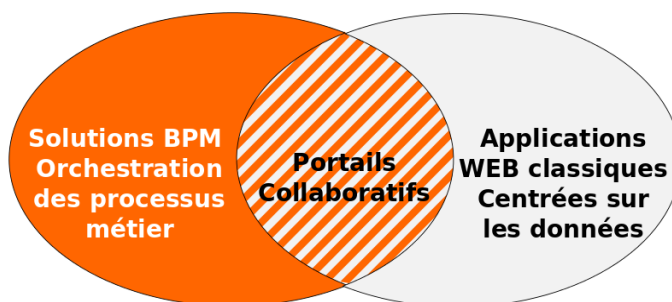 Solutions BPM
Orchestration
des processus
métier
Portails
Collaboratifs
Applications
WEB classiques
Centrées sur
les données